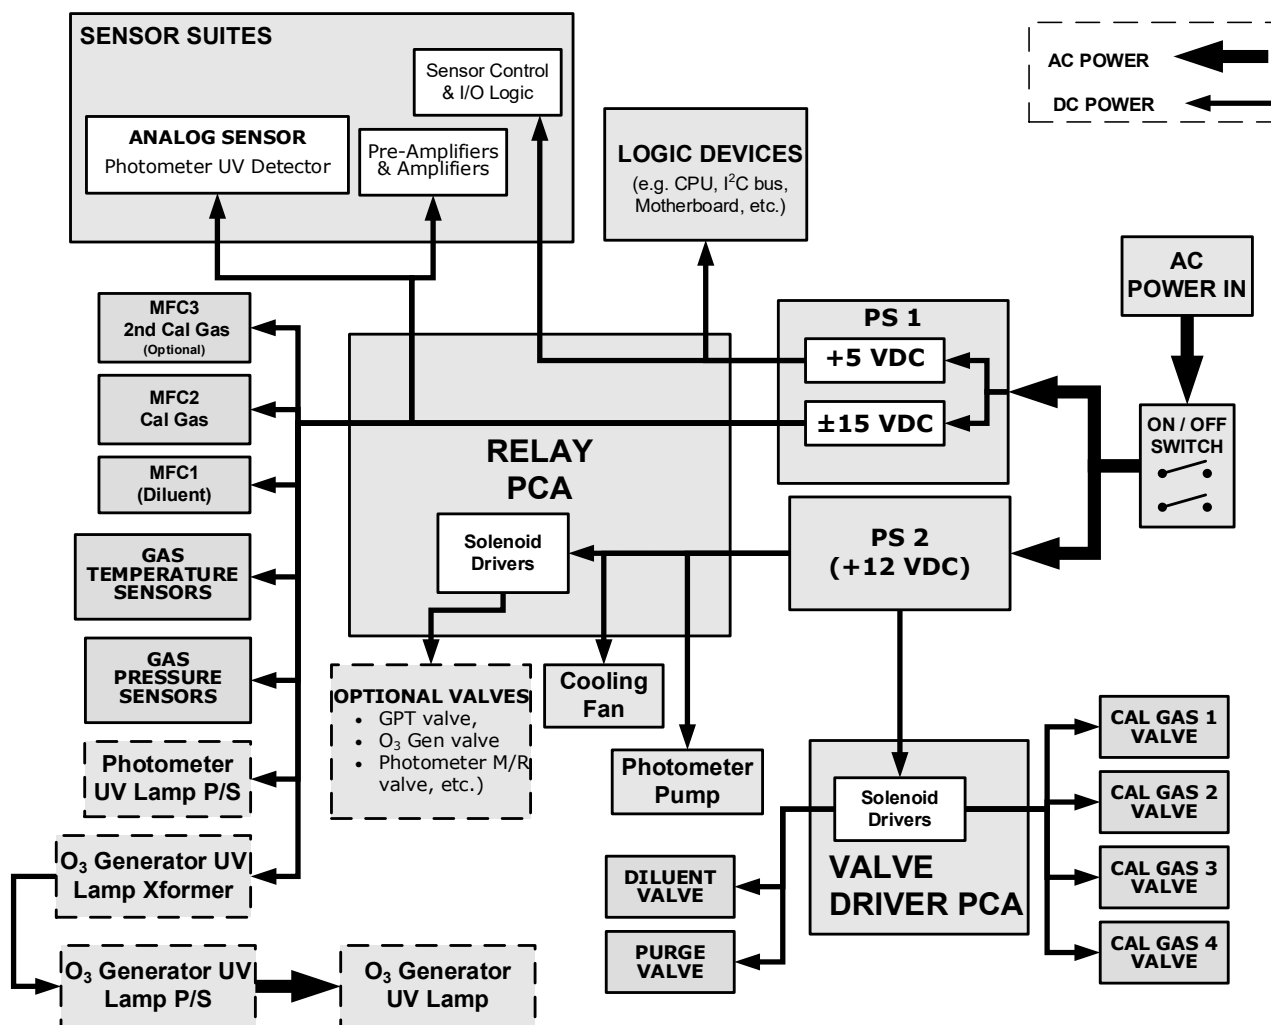 SENSOR SUITES
Sensor Control
& I/O Logic
ANALOG SENSOR
Photometer UV Detector
Pre-Amplifiers
& Amplifiers
LOGIC DEVICES
(e.g. CPU, I²C bus,
Motherboard, etc.)
AC POWER
DC POWER
AC
POWER IN
MFC3
2nd Cal Gas
(Optional)
MFC2
Cal Gas
MFC1
(Diluent)
GAS
TEMPERATURE
SENSORS
GAS
PRESSURE
SENSORS
Photometer
UV Lamp P/S
O₃ Generator UV
Lamp Xformer
O₃ Generator UV
Lamp P/S
O₃ Generator
UV Lamp
RELAY
PCA
Solenoid
Drivers
PS 1
+5 VDC
±15 VDC
ON / OFF
SWITCH
PS 2
(+12 VDC)
OPTIONAL VALVES
• GPT valve,
• O₃ Gen valve
• Photometer M/R
valve, etc.)
Cooling
Fan
Photometer
Pump
Solenoid
Drivers
VALVE
DRIVER PCA
DILUENT
VALVE
PURGE
VALVE
CAL GAS 1
VALVE
CAL GAS 2
VALVE
CAL GAS 3
VALVE
CAL GAS 4
VALVE